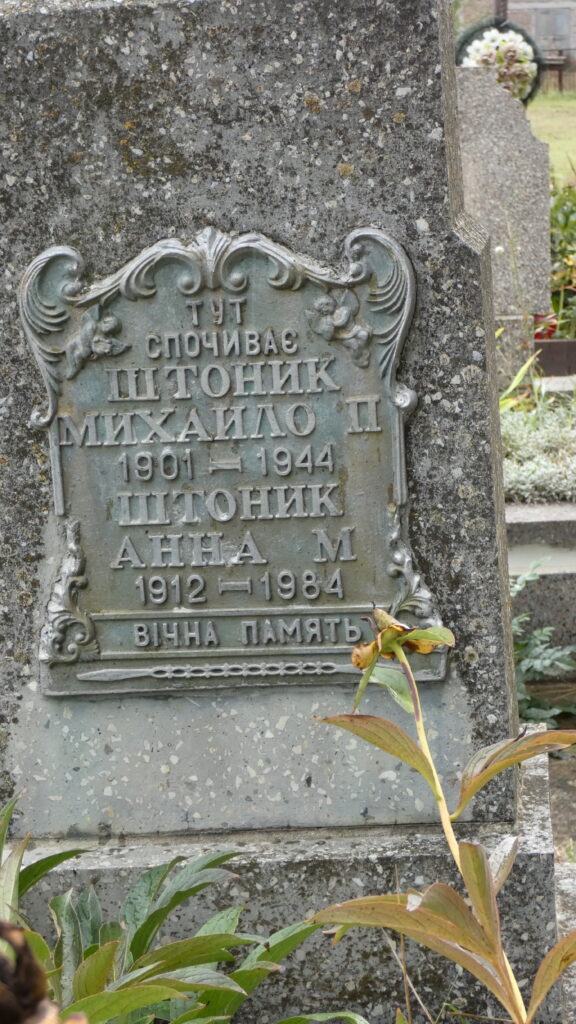 ТУТ
СПОЧИВАЄ
ШТОНИК
МИХАЙЛО П
1901 – 1944
ШТОНИК
АННА М
1912 – 1984
ВІЧНА ПАМЯТЬ